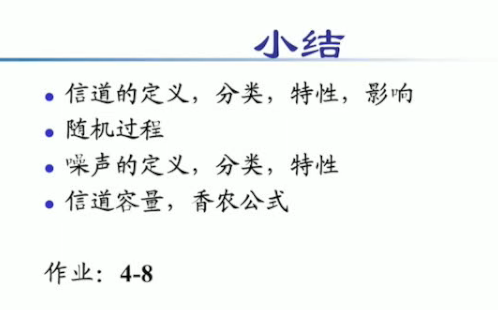 小结
• 信道的定义，分类，特性，影响
• 随机过程
• 噪声的定义，分类，特性
• 信道容量，香农公式
作业：4-8